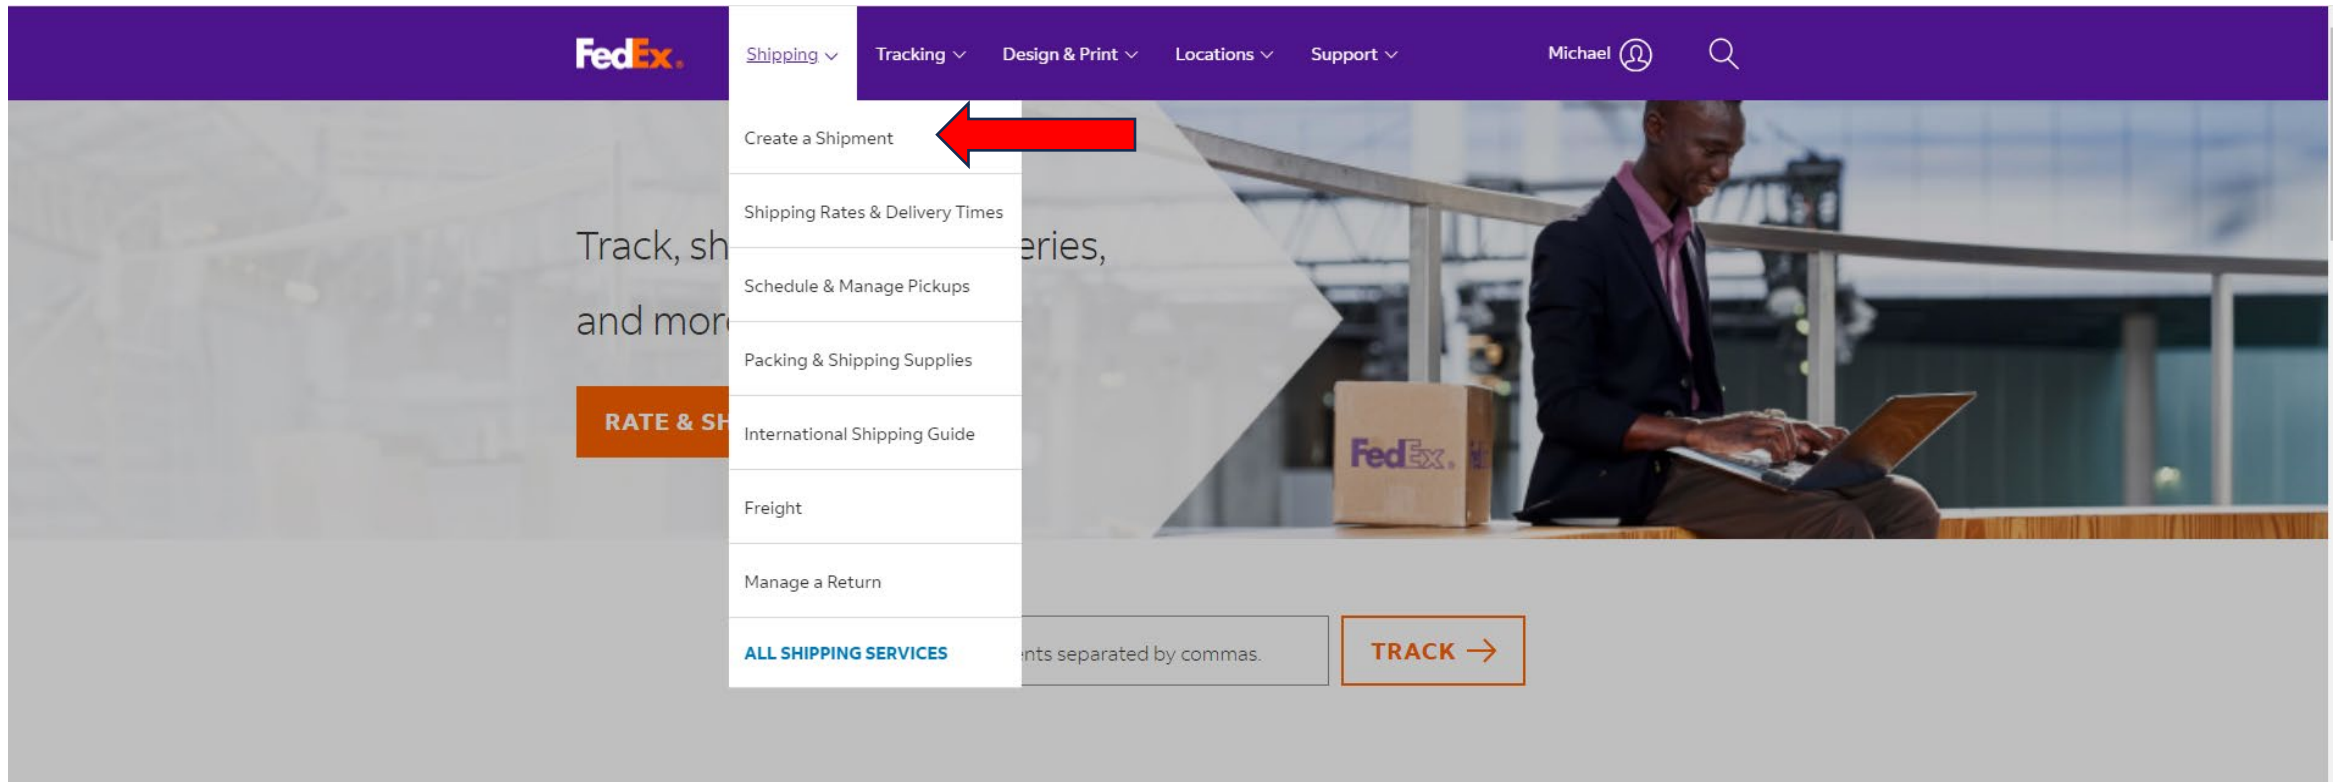 FedEx® Shipping Tracking Design & Print Locations Support Michael
Create a Shipment
Shipping Rates & Delivery Times
Track, sh eries,
Schedule & Manage Pickups
and mor
Packing & Shipping Supplies
RATE & SH
International Shipping Guide
FedEx®
Freight
Manage a Return
ALL SHIPPING SERVICES
nts separated by commas.
TRACK →